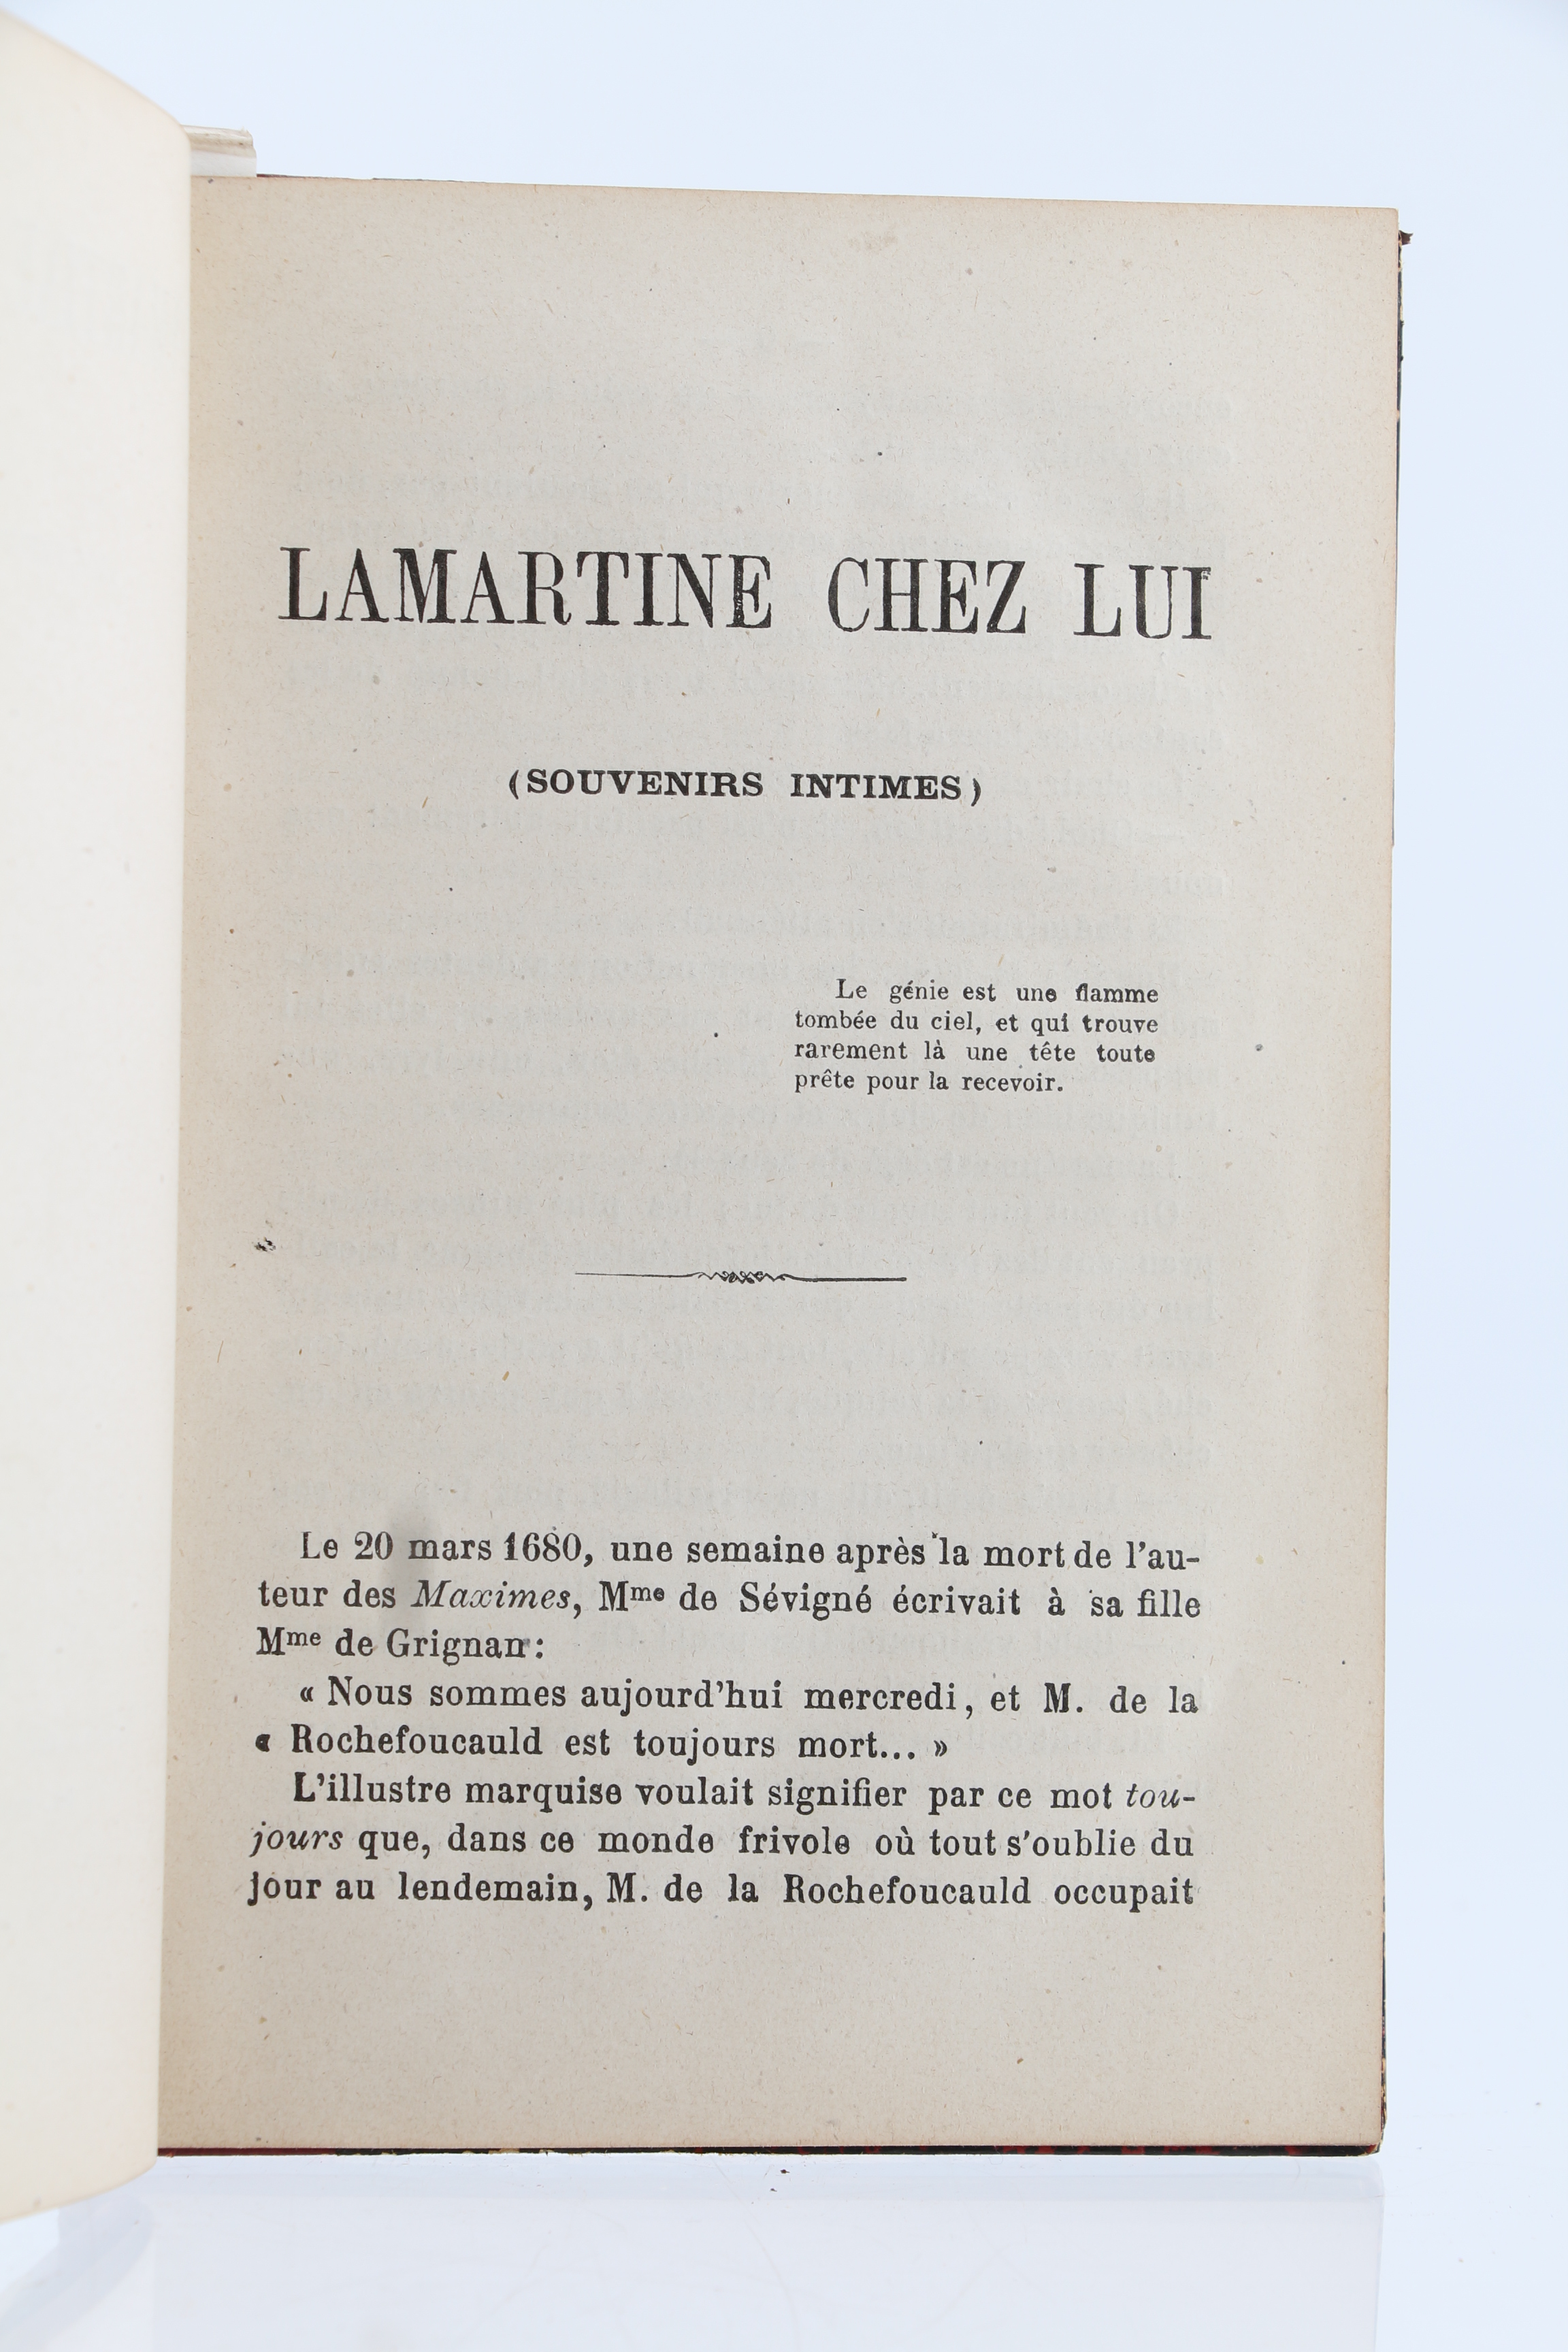 LAMARTINE CHEZ LUI
(SOUVENIRS INTIMES)
Le génie est une flamme
tombée du ciel, et qui trouve
rarement là une tête toute
prête pour la recevoir.
Le 20 mars 1680, une semaine après la mort de l'au-
teur des Maximes, Mme de Sévigné écrivait à sa fille
Mme de Grignan :
« Nous sommes aujourd'hui mercredi, et M. de la
« Rochefoucauld est toujours mort... »
L'illustre marquise voulait signifier par ce mot tou-
jours que, dans ce monde frivole où tout s'oublie du
jour au lendemain, M. de la Rochefoucauld occupait